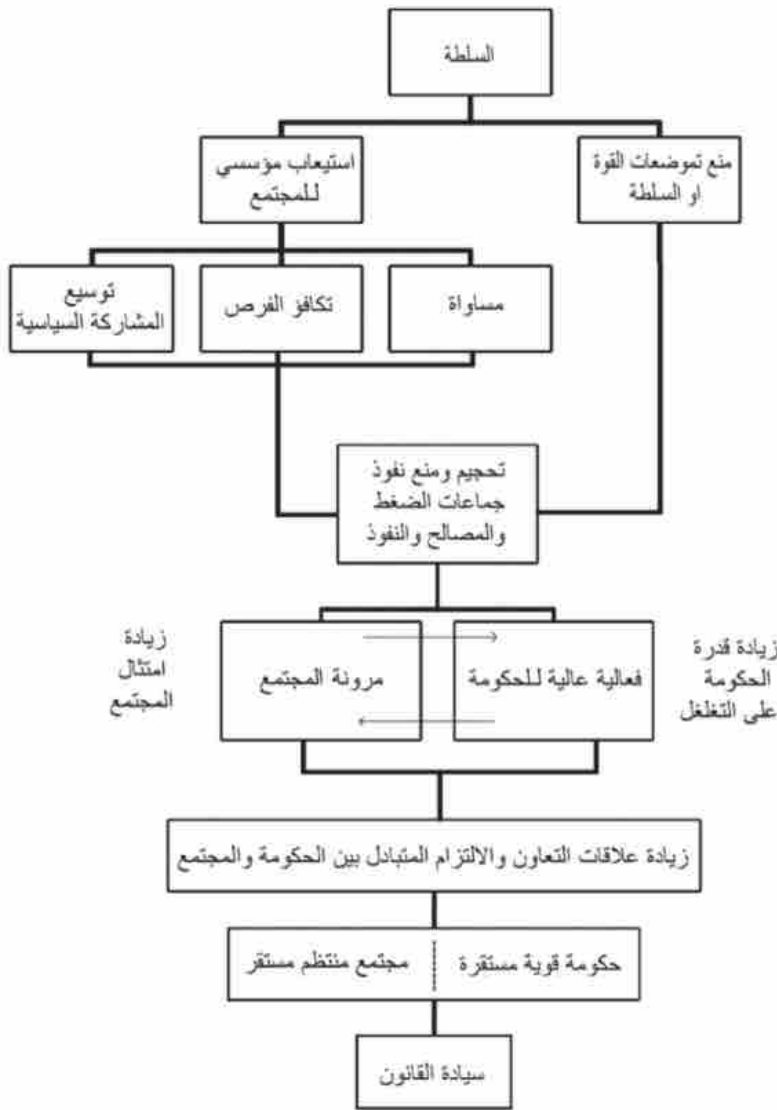 السلطة
منع تموضعات القوة
او السلطة
استيعاب مؤسسي
للمجتمع
مساواة
تكافؤ الفرص
توسيع
المشاركة السياسية
تحجيم ومنع نفوذ
جماعات الضغط
والمصالح والنفوذ
زيادة قدرة
الحكومة
على التغلغل
فعالية عالية للحكومة
مرونة المجتمع
زيادة
امتثال
المجتمع
زيادة علاقات التعاون والالتزام المتبادل بين الحكومة والمجتمع
حكومة قوية مستقرة
مجتمع منتظم مستقر
سيادة القانون